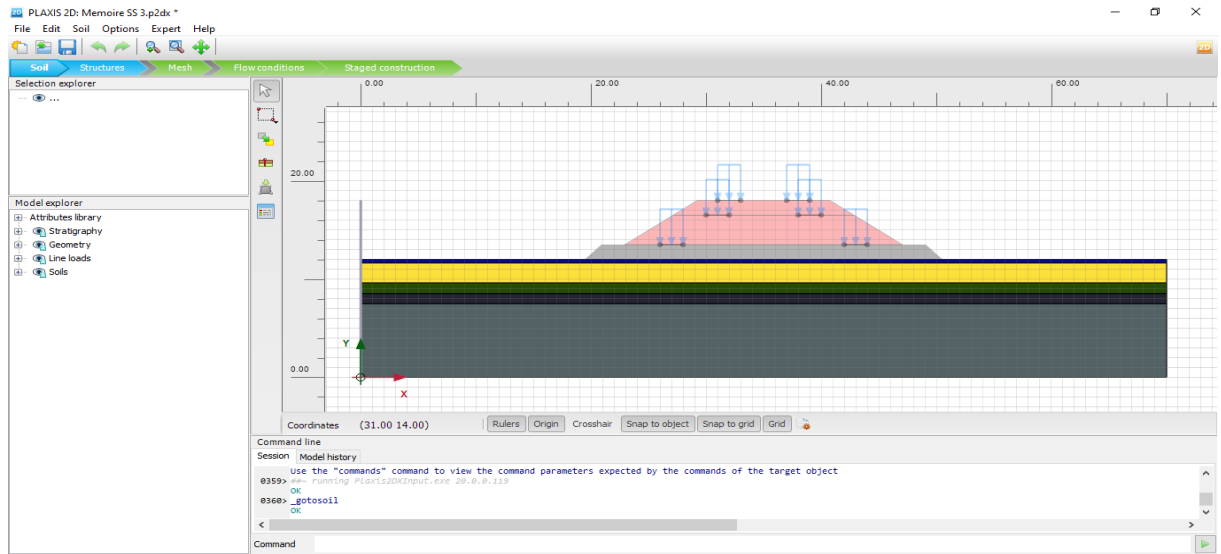 PLAXIS 2D: Memoire SS 3.p2dx *
File Edit Soil Options Expert Help
2D
Soil Structures Mesh Flow conditions Staged construction
Selection explorer
...
Model explorer
Attributes library
Stratigraphy
Geometry
Line loads
Soils
0.00 20.00 40.00 60.00
20.00
0.00
Y
X
Coordinates (31.00 14.00) Rulers Origin Crosshair Snap to object Snap to grid Grid
Command line
Session Model history
Use the "commands" command to view the command parameters expected by the commands of the target object
0359> ##~ running Plaxis2DXInput.exe 20.0.0.119
OK
0360> _gotosoil
OK
Command